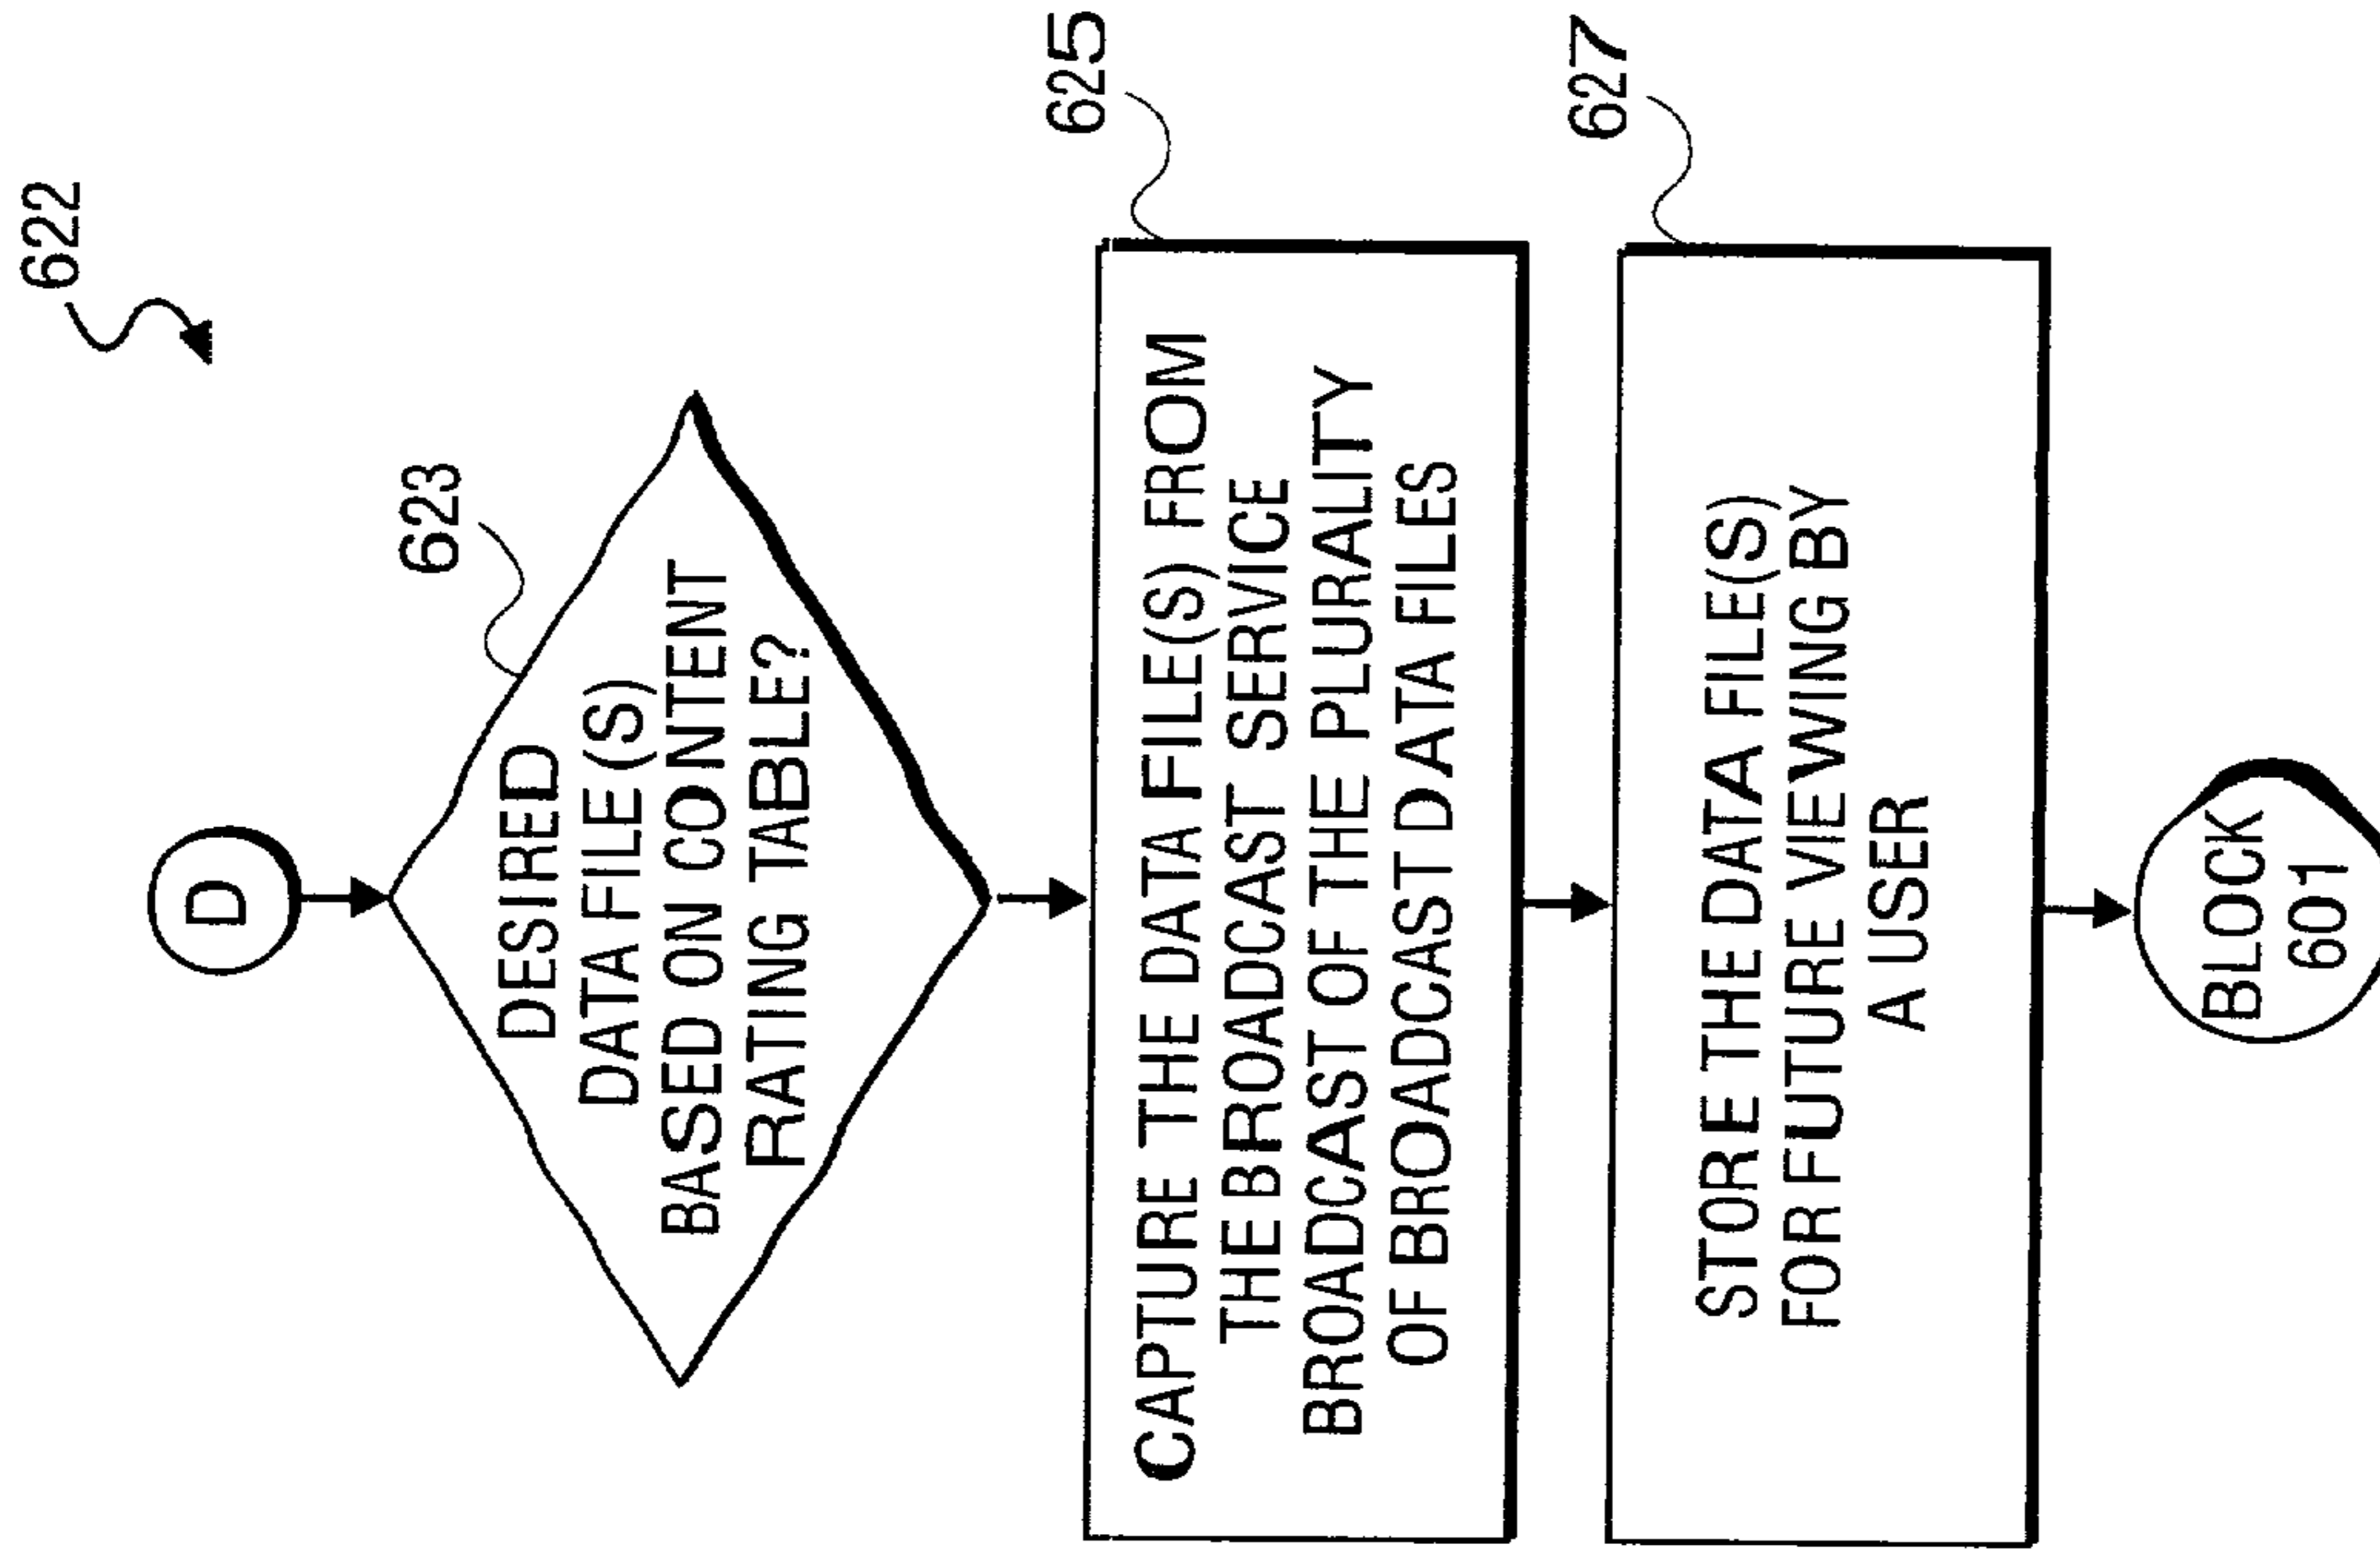 622
D
623
DESIRED
DATA FILE(S)
BASED ON CONTENT
RATING TABLE?
625
CAPTURE THE DATA FILE(S) FROM
THE BROADCAST SERVICE
BROADCAST OF THE PLURALITY
OF BROADCAST DATA FILES
627
STORE THE DATA FILE(S)
FOR FUTURE VIEWING BY
A USER
BLOCK
601